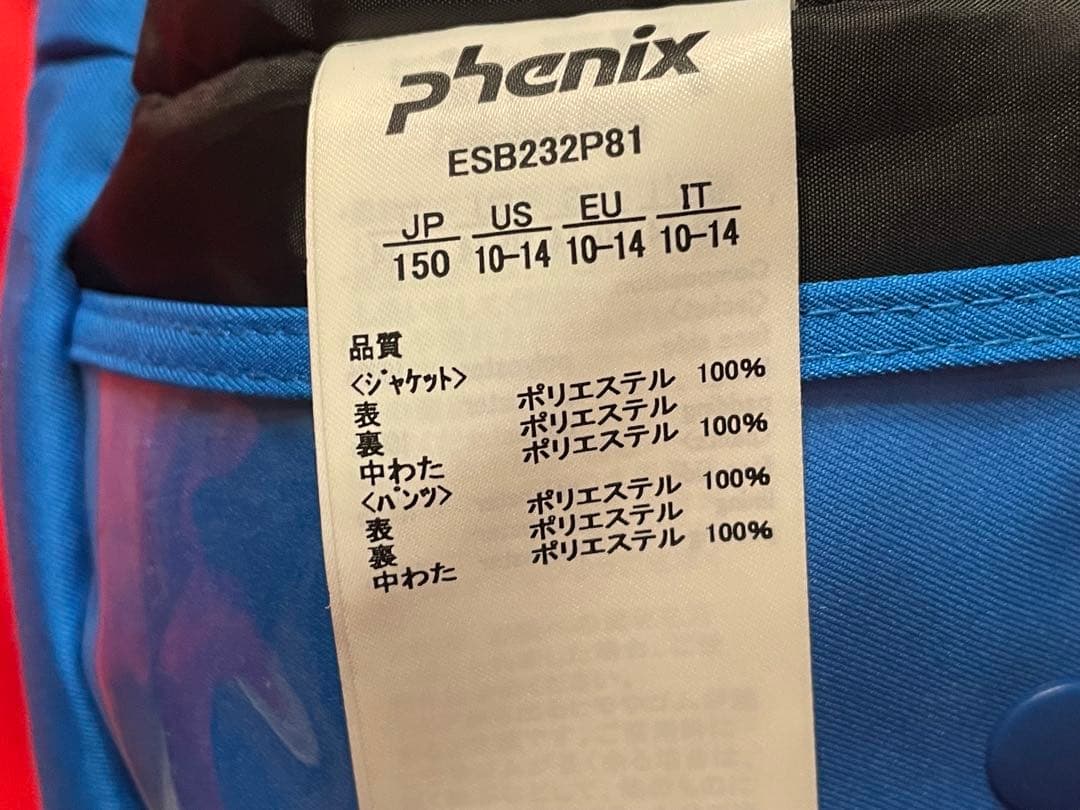 phenix
ESB232P81
JP US EU IT
150 10-14 10-14 10-14
品質
<ジャケット>
表 ポリエステル 100%
裏 ポリエステル
中わた ポリエステル 100%
<パンツ>
表 ポリエステル 100%
裏 ポリエステル
中わた ポリエステル 100%